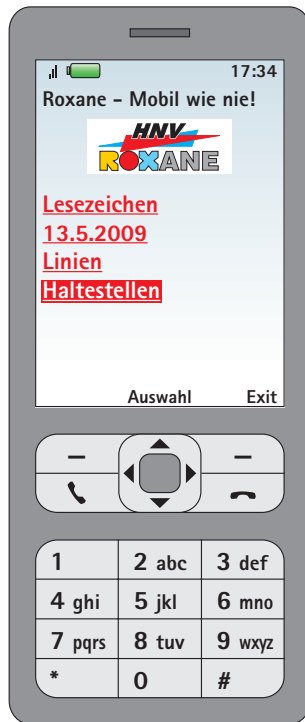 17:34
Roxane – Mobil wie nie!
HNV
ROXANE
Lesezeichen
13.5.2009
Linien
Haltestellen
Auswahl Exit
1 2 abc 3 def
4 ghi 5 jkl 6 mno
7 pqrs 8 tuv 9 wxyz
* 0 #